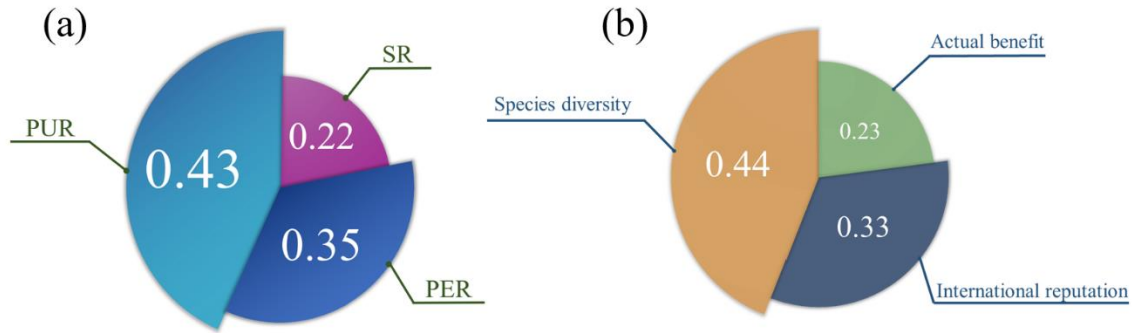 (a)
SR
PUR
0.22
0.43
0.35
PER
(b)
Actual benefit
Species diversity
0.23
0.44
0.33
International reputation